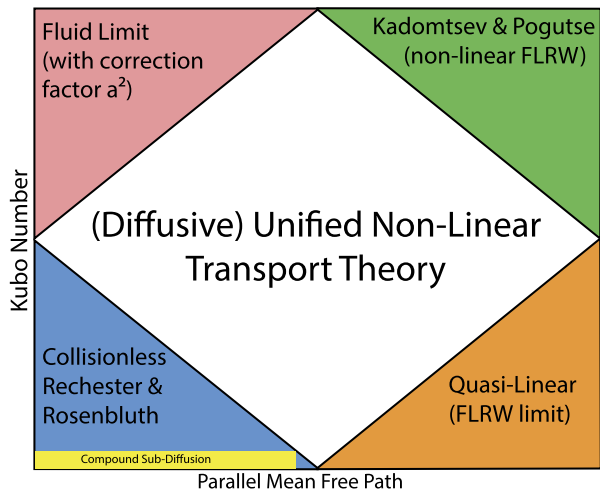 Fluid Limit
(with correction
factor a²)
Kadomtsev & Pogutse
(non-linear FLRW)
Kubo Number
(Diffusive) Unified Non-Linear
Transport Theory
Collisionless
Rechester &
Rosenbluth
Quasi-Linear
(FLRW limit)
Compound Sub-Diffusion
Parallel Mean Free Path